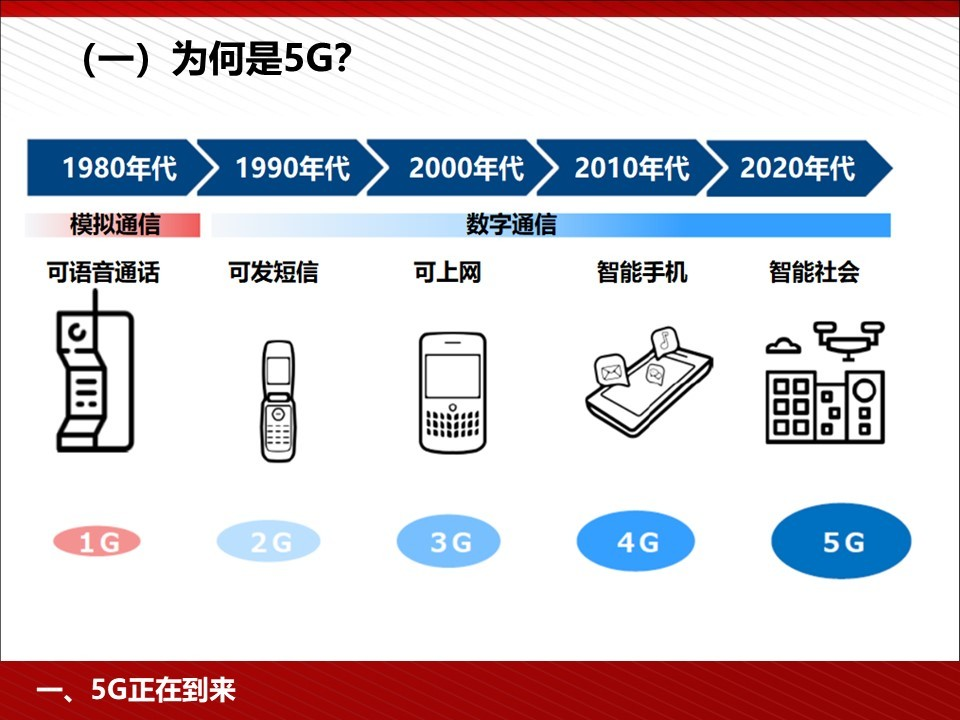 （一）为何是5G？
1980年代 1990年代 2000年代 2010年代 2020年代
模拟通信 数字通信
可语音通话 可发短信 可上网 智能手机 智能社会
1G 2G 3G 4G 5G
一、5G正在到来